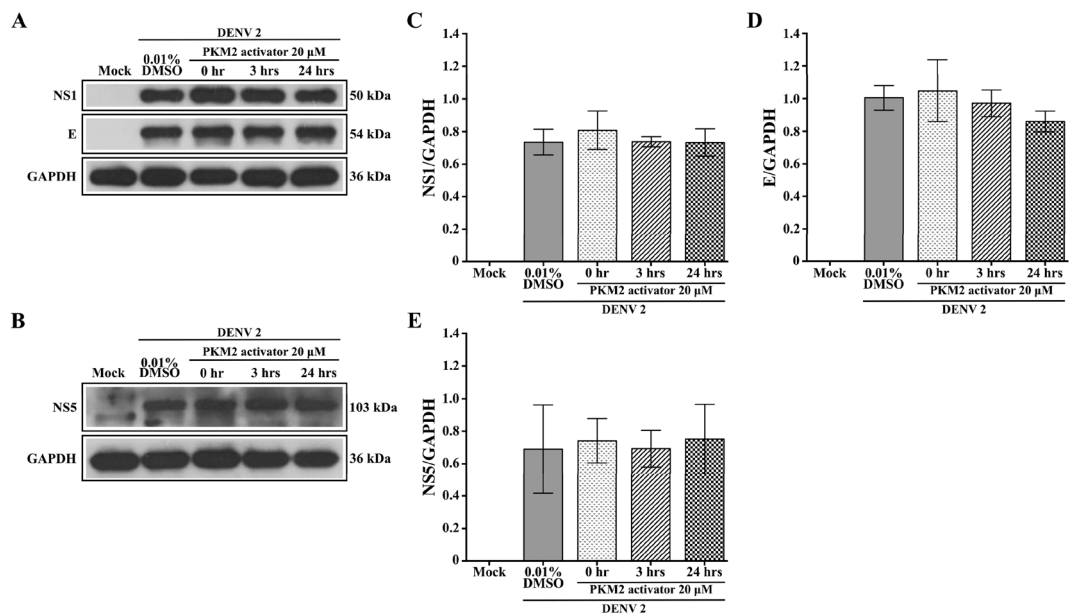 A
DENV 2
0.01%
DMSO
PKM2 activator 20 µM
Mock
0 hr
3 hrs
24 hrs
NS1
50 kDa
E
54 kDa
GAPDH
36 kDa
C
1.4
1.2
1.0
0.8
0.6
0.4
0.2
0
NS1/GAPDH
Mock
0.01%
DMSO
0 hr
3 hrs
24 hrs
PKM2 activator 20 µM
DENV 2
D
1.4
1.2
1.0
0.8
0.6
0.4
0.2
0
E/GAPDH
Mock
0.01%
DMSO
0 hr
3 hrs
24 hrs
PKM2 activator 20 µM
DENV 2
B
DENV 2
0.01%
DMSO
PKM2 activator 20 µM
Mock
0 hr
3 hrs
24 hrs
NS5
103 kDa
GAPDH
36 kDa
E
1.4
1.2
1.0
0.8
0.6
0.4
0.2
0
NS5/GAPDH
Mock
0.01%
DMSO
0 hr
3 hrs
24 hrs
PKM2 activator 20 µM
DENV 2